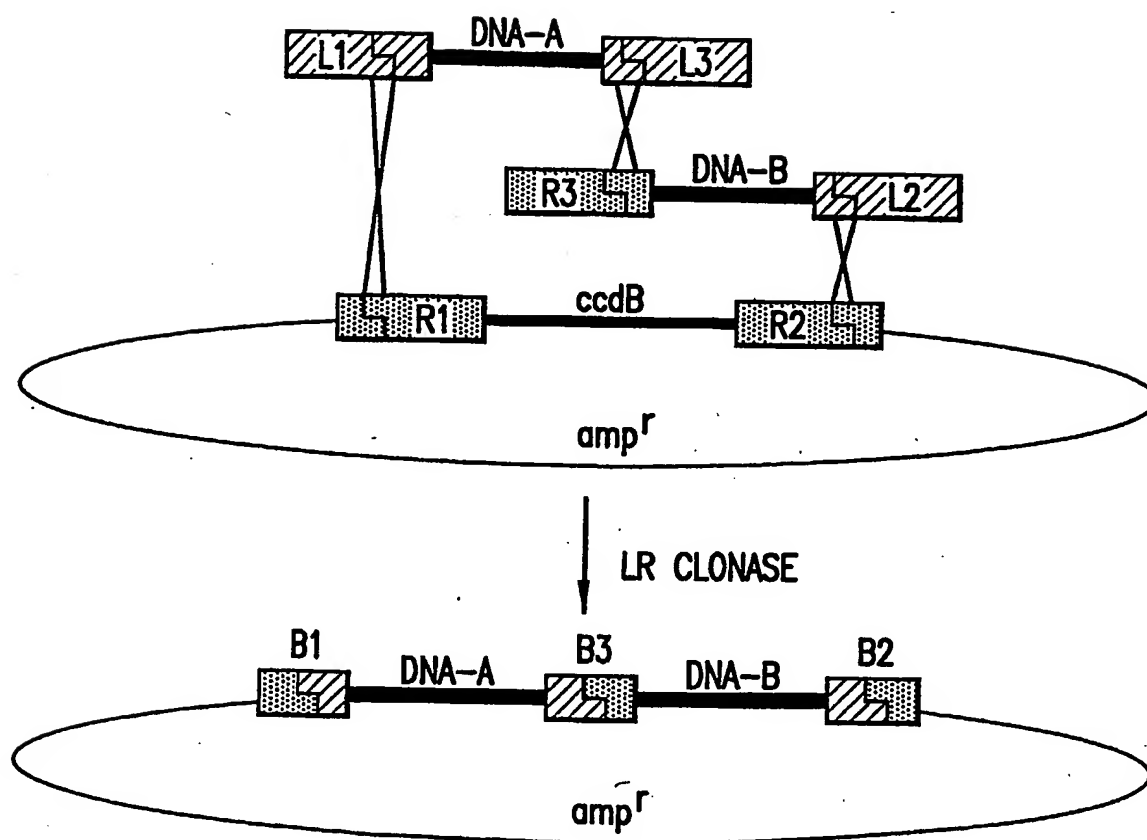 DNA-A
L1 L3
DNA-B
R3 L2
ccdB
R1 R2
amp^r
LR CLONASE
B1 B3 B2
DNA-A DNA-B
amp^r